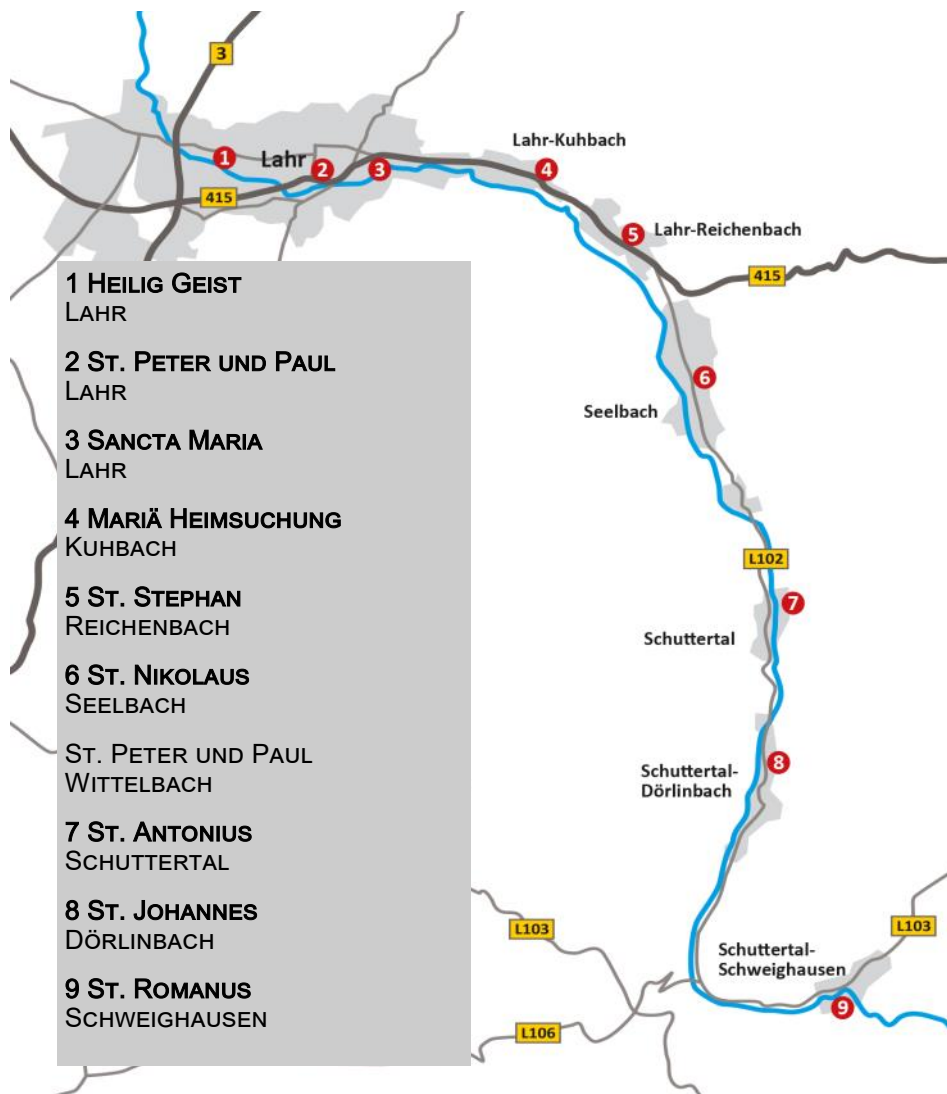 3
Lahr-Kuhbach
1
Lahr
2
3
4
415
5
Lahr-Reichenbach
415
1 HEILIG GEIST
LAHR
2 ST. PETER UND PAUL
LAHR
3 SANCTA MARIA
LAHR
4 MARIÄ HEIMSUCHUNG
KUHBACH
5 ST. STEPHAN
REICHENBACH
6 ST. NIKOLAUS
SEELBACH
ST. PETER UND PAUL
WITTELBACH
7 ST. ANTONIUS
SCHUTTERTAL
8 ST. JOHANNES
DÖRLINBACH
9 ST. ROMANUS
SCHWEIGHAUSEN
6
Seelbach
L102
7
Schuttertal
8
Schuttertal-
Dörlinbach
L103
L103
Schuttertal-
Schweighausen
9
L106